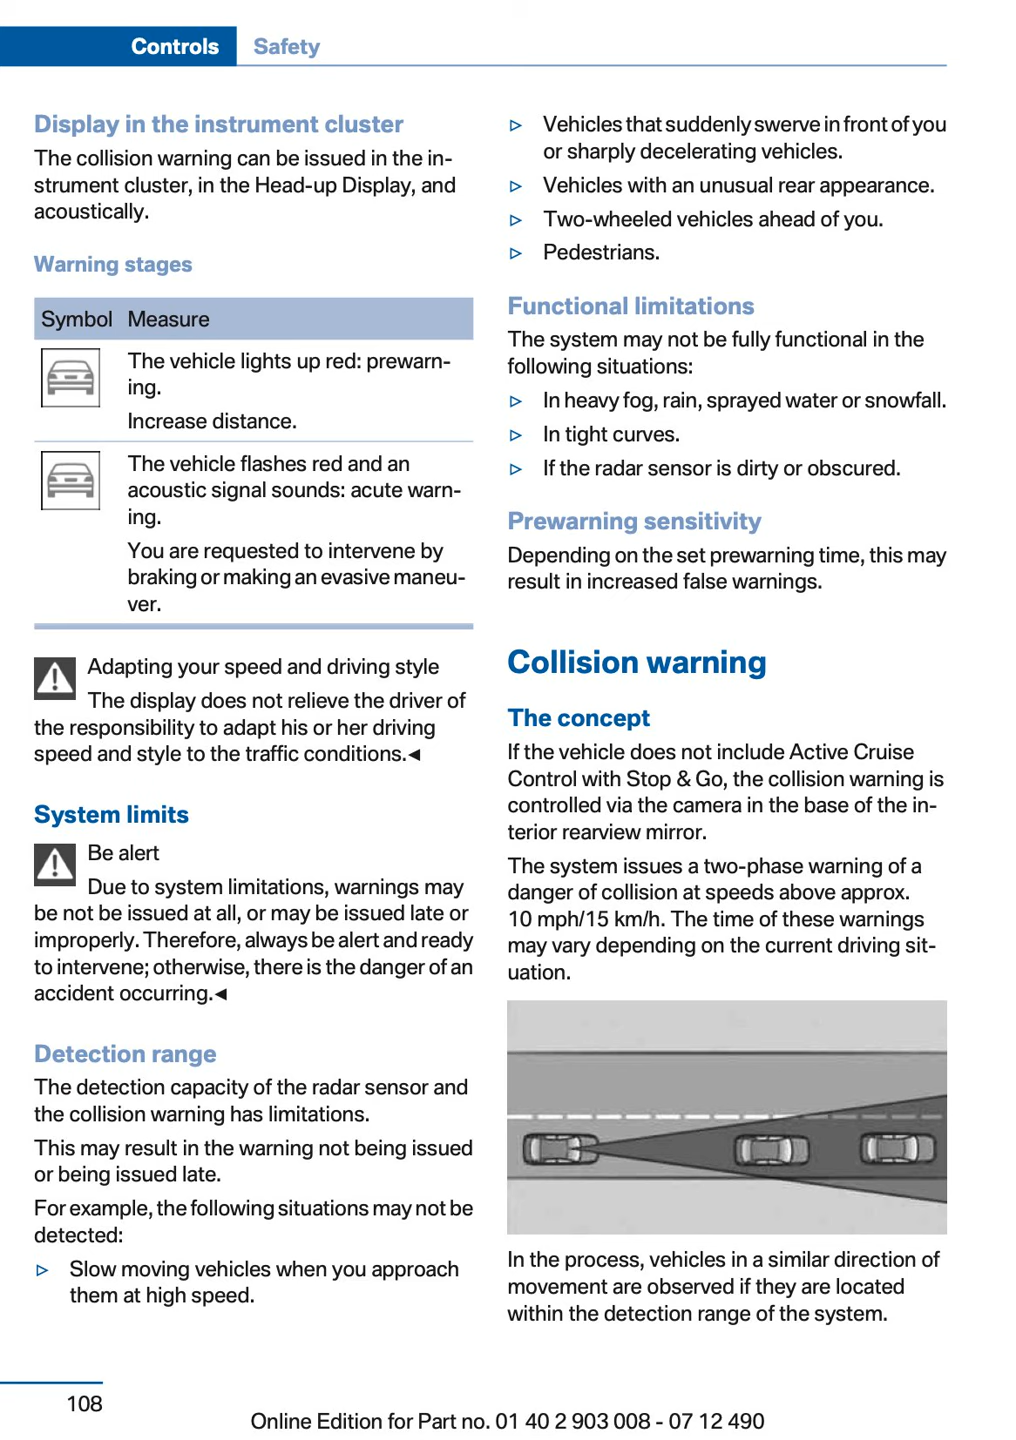 Controls Safety
Display in the instrument cluster
The collision warning can be issued in the in-
strument cluster, in the Head-up Display, and
acoustically.
Warning stages
Symbol Measure
The vehicle lights up red: prewarn-
ing.
Increase distance.
The vehicle flashes red and an
acoustic signal sounds: acute warn-
ing.
You are requested to intervene by
braking or making an evasive maneu-
ver.
Adapting your speed and driving style
The display does not relieve the driver of
the responsibility to adapt his or her driving
speed and style to the traffic conditions.◄
System limits
Be alert
Due to system limitations, warnings may
be not be issued at all, or may be issued late or
improperly. Therefore, always be alert and ready
to intervene; otherwise, there is the danger of an
accident occurring.◄
Detection range
The detection capacity of the radar sensor and
the collision warning has limitations.
This may result in the warning not being issued
or being issued late.
For example, the following situations may not be
detected:
▷ Slow moving vehicles when you approach
them at high speed.
▷ Vehicles that suddenly swerve in front of you
or sharply decelerating vehicles.
▷ Vehicles with an unusual rear appearance.
▷ Two-wheeled vehicles ahead of you.
▷ Pedestrians.
Functional limitations
The system may not be fully functional in the
following situations:
▷ In heavy fog, rain, sprayed water or snowfall.
▷ In tight curves.
▷ If the radar sensor is dirty or obscured.
Prewarning sensitivity
Depending on the set prewarning time, this may
result in increased false warnings.
Collision warning
The concept
If the vehicle does not include Active Cruise
Control with Stop & Go, the collision warning is
controlled via the camera in the base of the in-
terior rearview mirror.
The system issues a two-phase warning of a
danger of collision at speeds above approx.
10 mph/15 km/h. The time of these warnings
may vary depending on the current driving sit-
uation.
In the process, vehicles in a similar direction of
movement are observed if they are located
within the detection range of the system.
108
Online Edition for Part no. 01 40 2 903 008 - 07 12 490